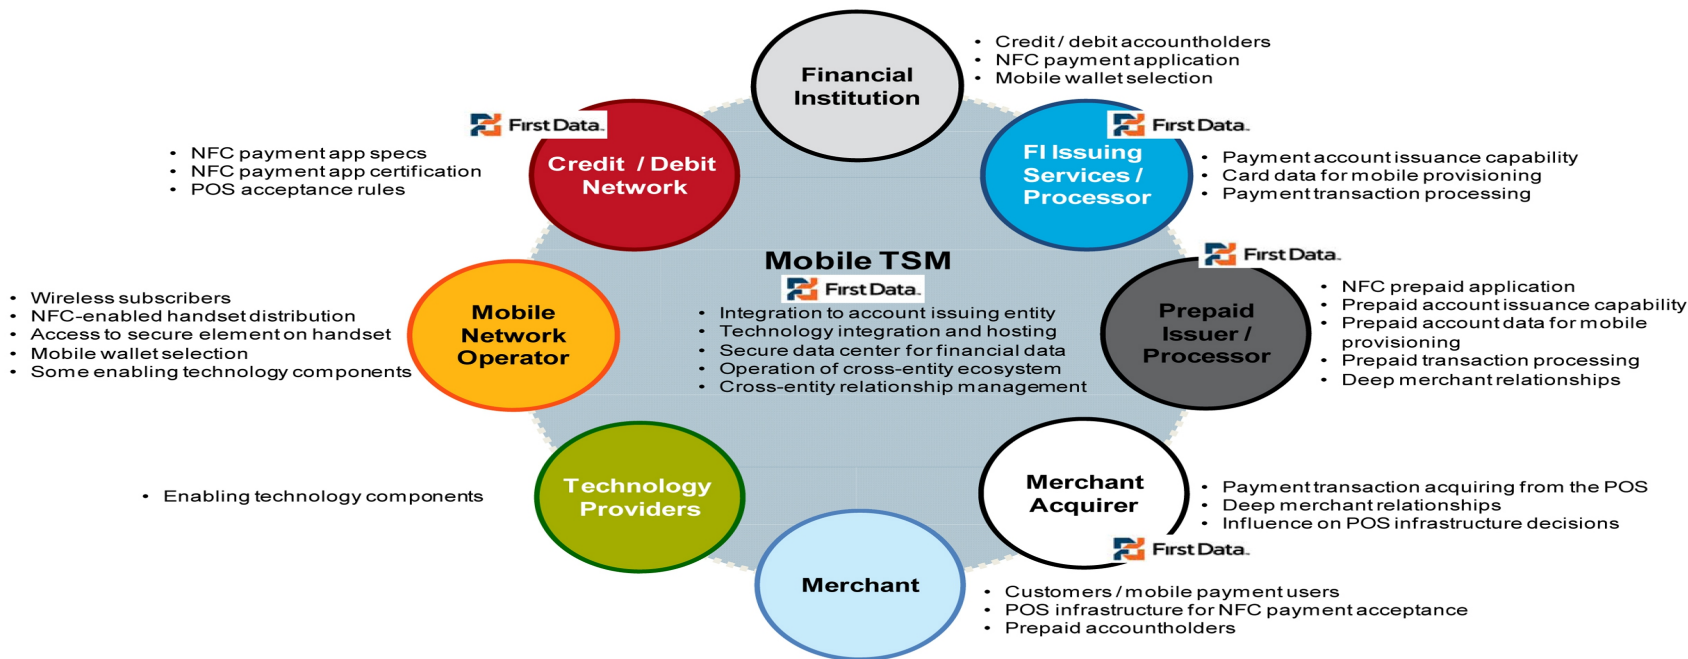 Financial
Institution
• Credit / debit accountholders
• NFC payment application
• Mobile wallet selection
First Data™
Credit / Debit
Network
• NFC payment app specs
• NFC payment app certification
• POS acceptance rules
First Data™
FI Issuing
Services /
Processor
• Payment account issuance capability
• Card data for mobile provisioning
• Payment transaction processing
Mobile TSM
First Data™
• Integration to account issuing entity
• Technology integration and hosting
• Secure data center for financial data
• Operation of cross-entity ecosystem
• Cross-entity relationship management
Mobile
Network
Operator
• Wireless subscribers
• NFC-enabled handset distribution
• Access to secure element on handset
• Mobile wallet selection
• Some enabling technology components
First Data™
Prepaid
Issuer /
Processor
• NFC prepaid application
• Prepaid account issuance capability
• Prepaid account data for mobile
provisioning
• Prepaid transaction processing
• Deep merchant relationships
Technology
Providers
• Enabling technology components
Merchant
Acquirer
First Data™
• Payment transaction acquiring from the POS
• Deep merchant relationships
• Influence on POS infrastructure decisions
Merchant
• Customers / mobile payment users
• POS infrastructure for NFC payment acceptance
• Prepaid accountholders